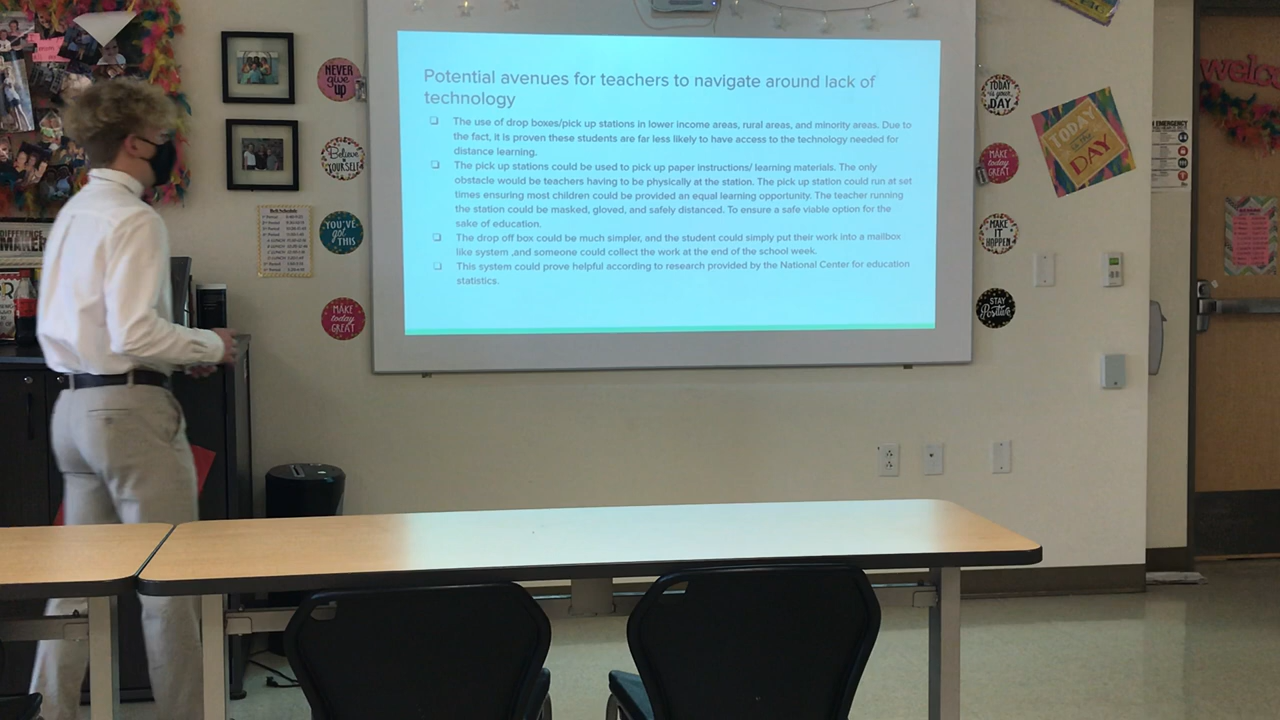 Potential avenues for teachers to navigate around lack of
technology
The use of drop boxes/pick up stations in lower income areas, rural areas, and minority areas. Due to
the fact, it is proven these students are far less likely to have access to the technology needed for
distance learning.
The pick up stations could be used to pick up paper instructions/ learning materials. The only
obstacle would be teachers having to be physically at the station. The pick up station could run at set
times ensuring most children could be provided an equal learning opportunity. The teacher running
the station could be masked, gloved, and safely distanced. To ensure a safe viable option for the
sake of education.
The drop off box could be much simpler, and the student could simply put their work into a mailbox
like system ,and someone could collect the work at the end of the school week.
This system could prove helpful according to research provided by the National Center for education
statistics.
NEVER
give
UP
Believe
in
YOURSELF
YOU'VE
got
THIS
MAKE
today
GREAT
TODAY
is your
DAY
MAKE
today
GREAT
MAKE
IT
HAPPEN
STAY
Positive
TODAY
IS THE
DAY
EMERGENCY
Bell Schedule
MAKER